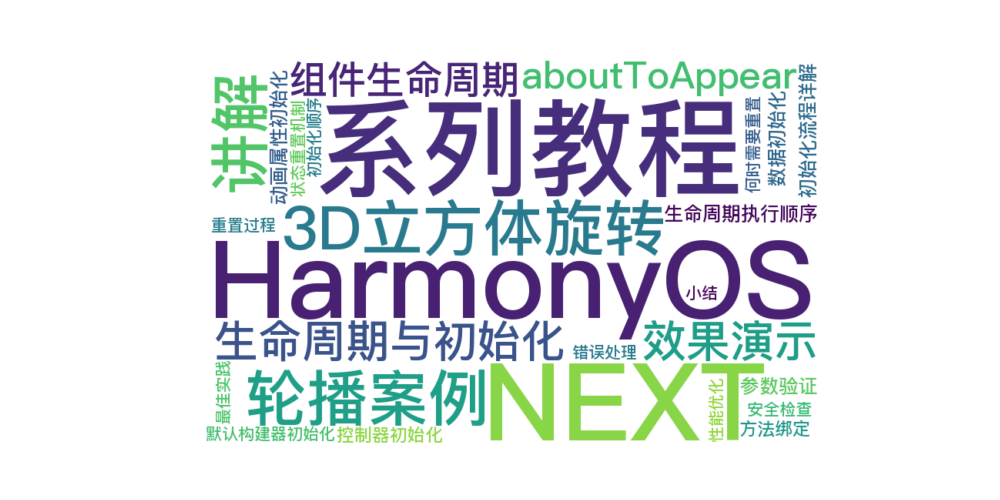 组件生命周期
aboutToAppear
讲解
动画属性初始化
状态重置机制
初始化顺序
系列教程
何时需要重置
数据初始化
初始化流程详解
重置过程
3D立方体旋转
生命周期执行顺序
HarmonyOS
小结
生命周期与初始化
错误处理
效果演示
最佳实践
轮播案例
NEXT
性能优化
参数验证
安全检查
默认构建器初始化
控制器初始化
方法绑定